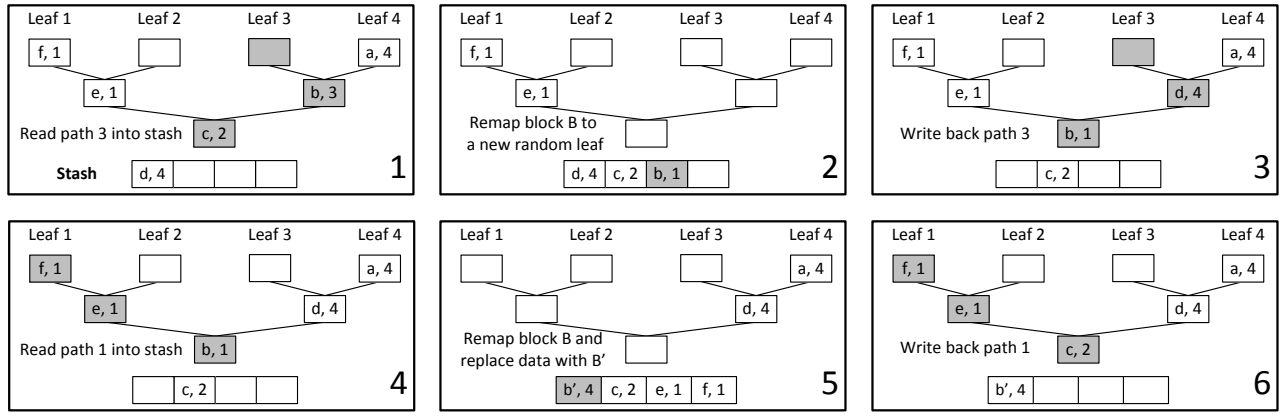 Leaf 1 Leaf 2 Leaf 3 Leaf 4
f, 1 a, 4
e, 1 b, 3
Read path 3 into stash c, 2
Stash d, 4 1
Leaf 1 Leaf 2 Leaf 3 Leaf 4
f, 1
e, 1
Remap block B to
a new random leaf
d, 4 c, 2 b, 1 2
Leaf 1 Leaf 2 Leaf 3 Leaf 4
f, 1 a, 4
e, 1 d, 4
Write back path 3 b, 1
c, 2 3
Leaf 1 Leaf 2 Leaf 3 Leaf 4
f, 1 a, 4
e, 1 d, 4
Read path 1 into stash b, 1
c, 2 4
Leaf 1 Leaf 2 Leaf 3 Leaf 4
a, 4
d, 4
Remap block B and
replace data with B’
b’, 4 c, 2 e, 1 f, 1 5
Leaf 1 Leaf 2 Leaf 3 Leaf 4
f, 1 a, 4
e, 1 d, 4
Write back path 1 c, 2
b’, 4 6